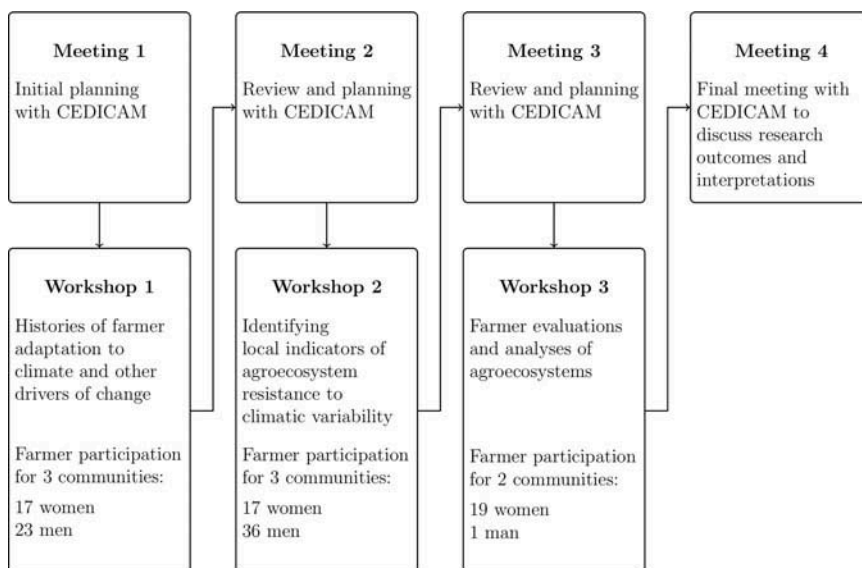 Meeting 1
Initial planning
with CEDICAM
Meeting 2
Review and planning
with CEDICAM
Meeting 3
Review and planning
with CEDICAM
Meeting 4
Final meeting with
CEDICAM to
discuss research
outcomes and
interpretations
Workshop 1
Histories of farmer
adaptation to
climate and other
drivers of change
Farmer participation
for 3 communities:
17 women
23 men
Workshop 2
Identifying
local indicators of
agroecosystem
resistance to
climatic variability
Farmer participation
for 3 communities:
17 women
36 men
Workshop 3
Farmer evaluations
and analyses of
agroecosystems
Farmer participation
for 2 communities:
19 women
1 man